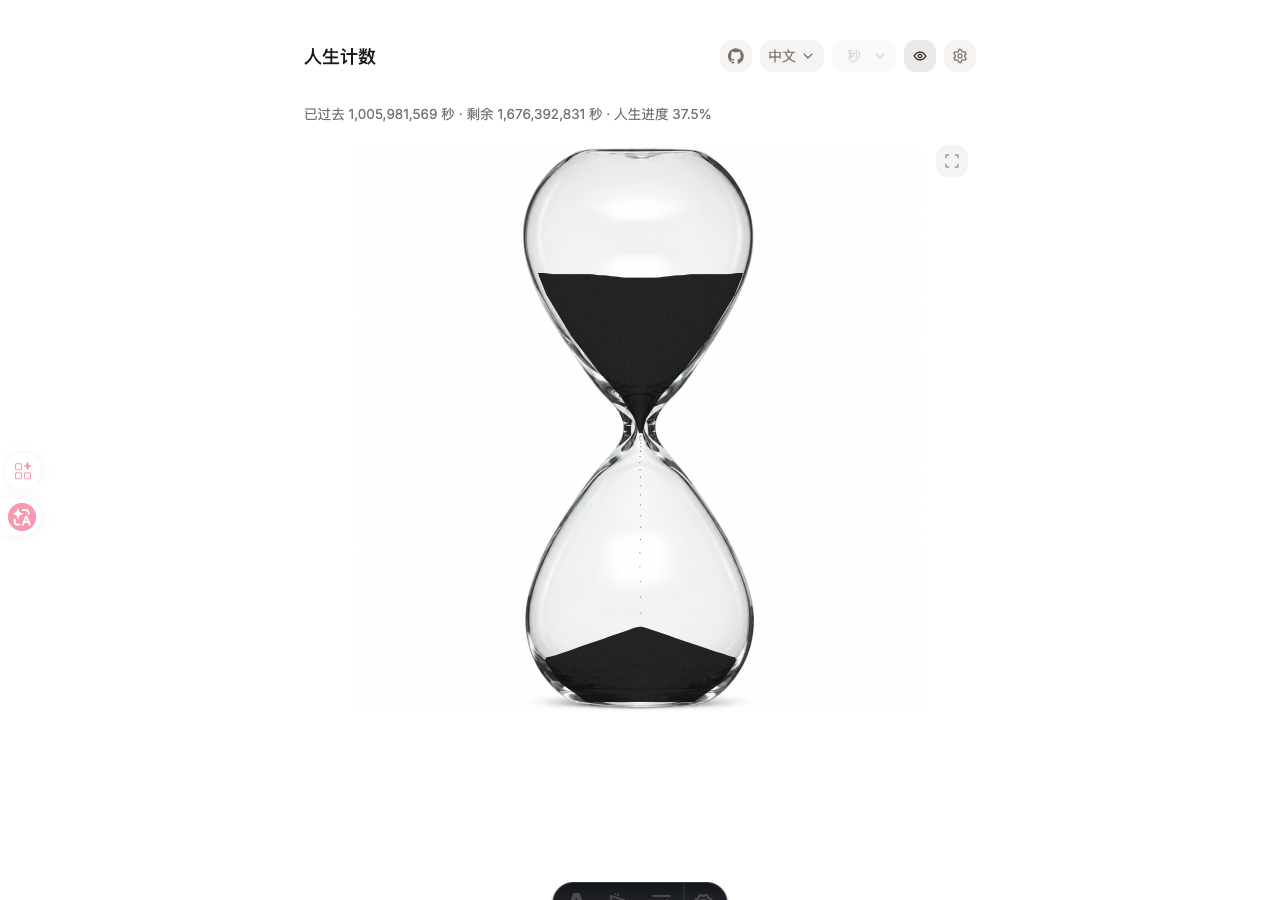 人生计数
中文
秒
已过去 1,005,981,569 秒 · 剩余 1,676,392,831 秒 · 人生进度 37.5%